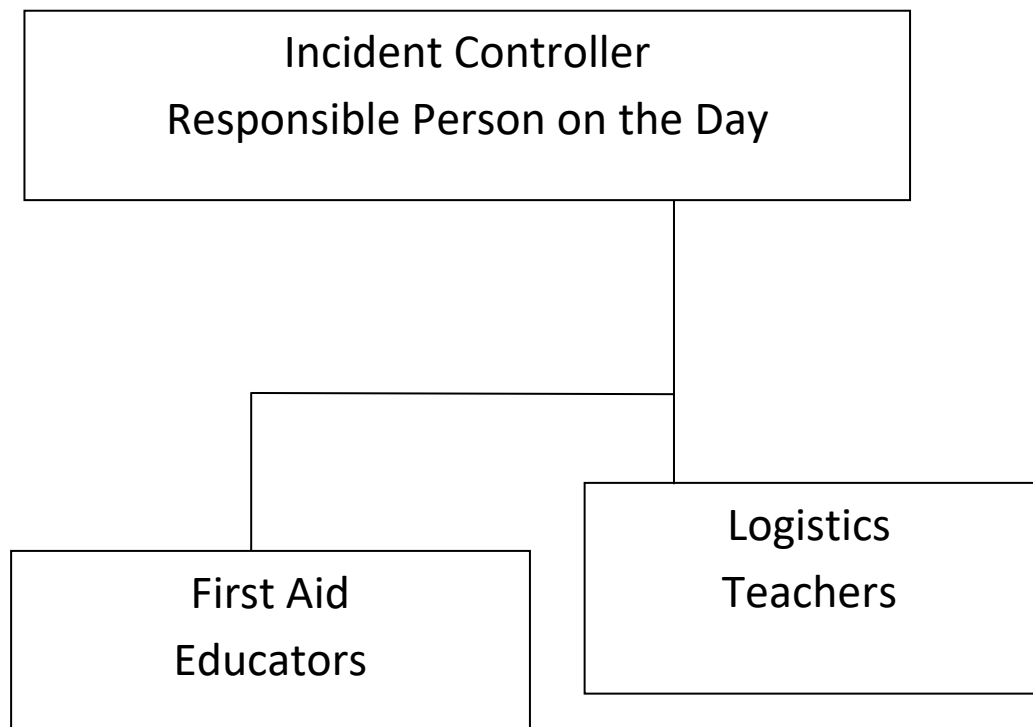 Incident Controller
Responsible Person on the Day
Logistics
Teachers
First Aid
Educators